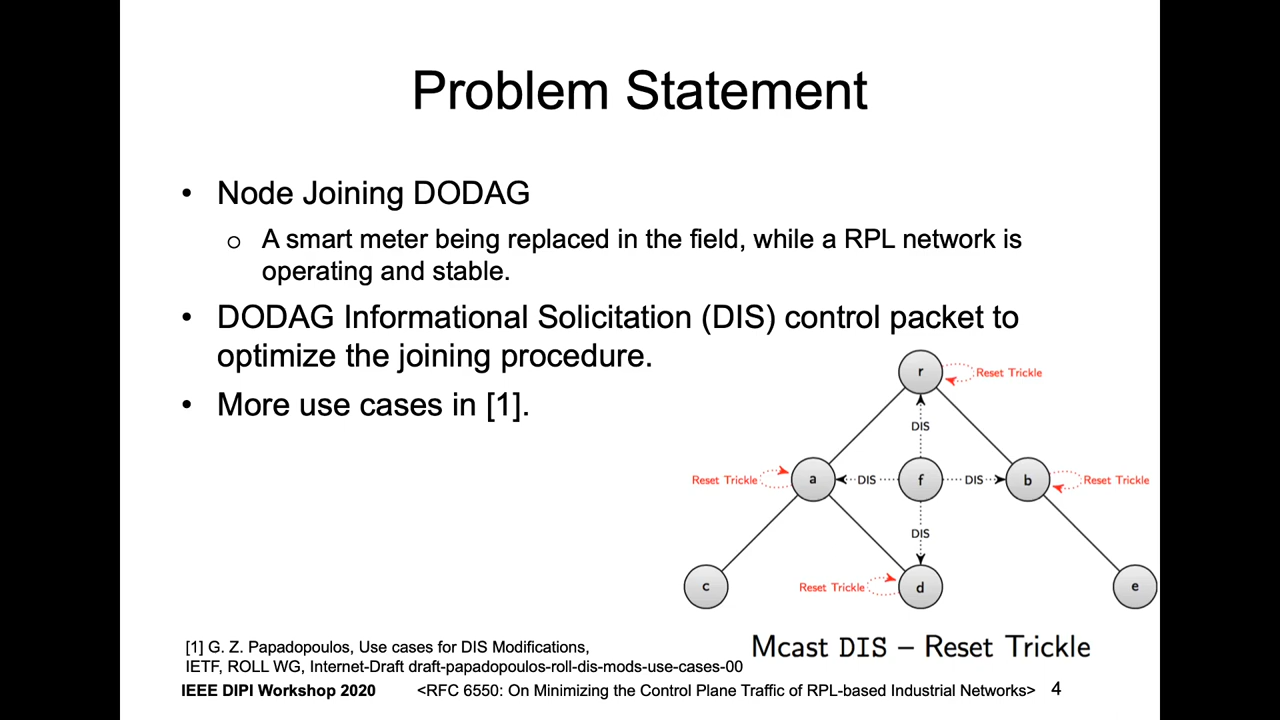 Problem Statement
• Node Joining DODAG
o A smart meter being replaced in the field, while a RPL network is
operating and stable.
• DODAG Informational Solicitation (DIS) control packet to
optimize the joining procedure.
• More use cases in [1].
r
Reset Trickle
DIS
Reset Trickle
a
DIS
f
DIS
b
Reset Trickle
DIS
c
Reset Trickle
d
e
Mcast DIS – Reset Trickle
[1] G. Z. Papadopoulos, Use cases for DIS Modifications,
IETF, ROLL WG, Internet-Draft draft-papadopoulos-roll-dis-mods-use-cases-00
IEEE DIPI Workshop 2020 <RFC 6550: On Minimizing the Control Plane Traffic of RPL-based Industrial Networks> 4